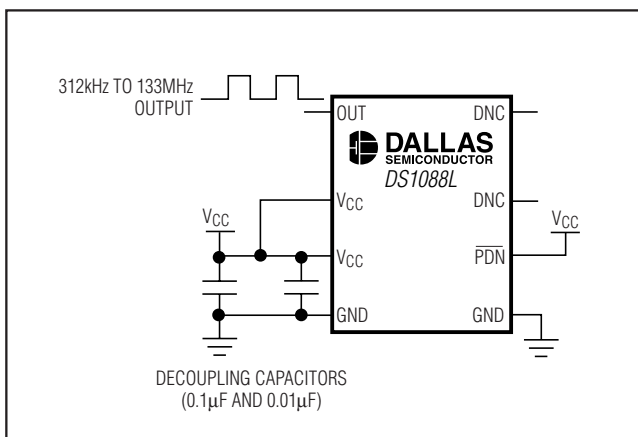 312kHz TO 133MHz
OUTPUT
OUT
DNC
DALLAS
SEMICONDUCTOR
DS1088L
VCC
DNC
VCC
VCC
VCC
PDN
GND
GND
DECOUPLING CAPACITORS
(0.1μF AND 0.01μF)